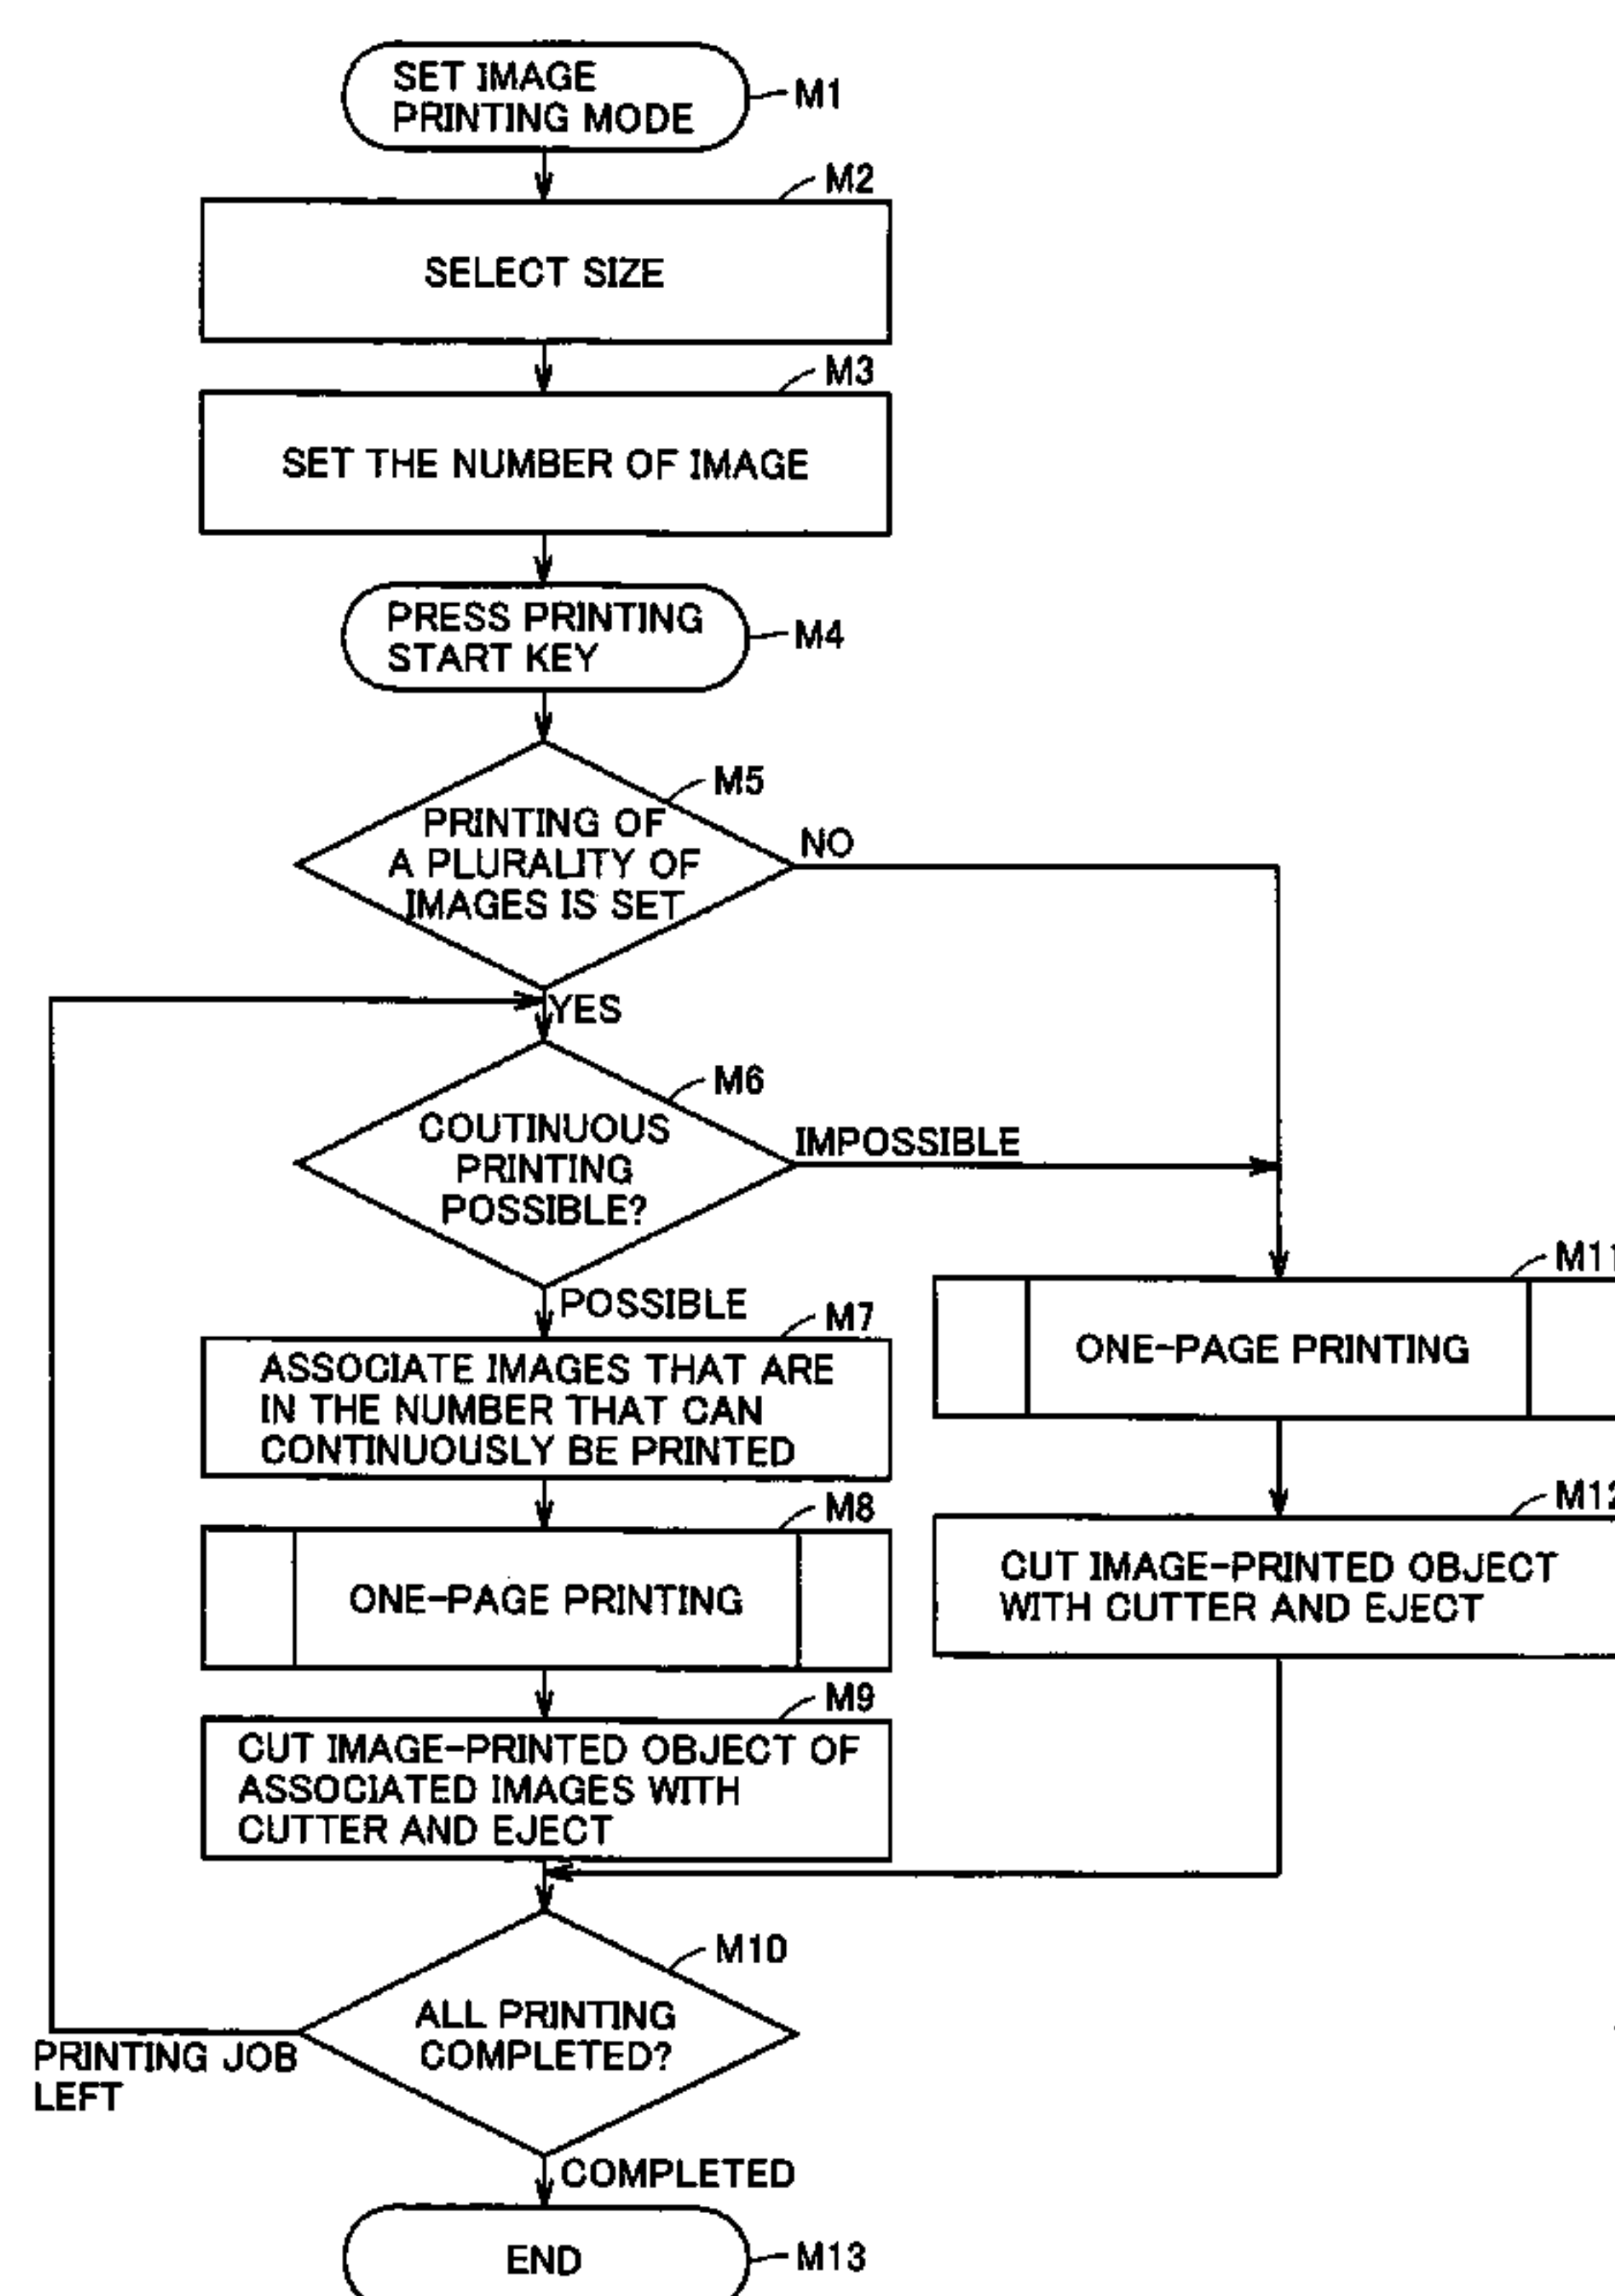 SET IMAGE
PRINTING MODE
M1
M2
SELECT SIZE
M3
SET THE NUMBER OF IMAGE
PRESS PRINTING
START KEY
M4
M5
PRINTING OF
A PLURALITY OF
IMAGES IS SET
NO
YES
M6
COUTINUOUS
PRINTING
POSSIBLE?
IMPOSSIBLE
POSSIBLE
M7
ASSOCIATE IMAGES THAT ARE
IN THE NUMBER THAT CAN
CONTINUOUSLY BE PRINTED
M11
ONE-PAGE PRINTING
M8
ONE-PAGE PRINTING
M12
CUT IMAGE-PRINTED OBJECT
WITH CUTTER AND EJECT
M9
CUT IMAGE-PRINTED OBJECT OF
ASSOCIATED IMAGES WITH
CUTTER AND EJECT
M10
ALL PRINTING
COMPLETED?
PRINTING JOB
LEFT
COMPLETED
END
M13